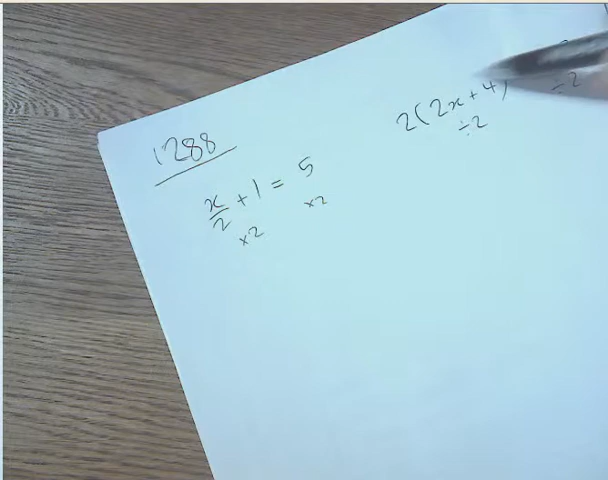 1288
x/2 + 1 = 5
×2 ×2
2(2x+4)
÷2 ÷2